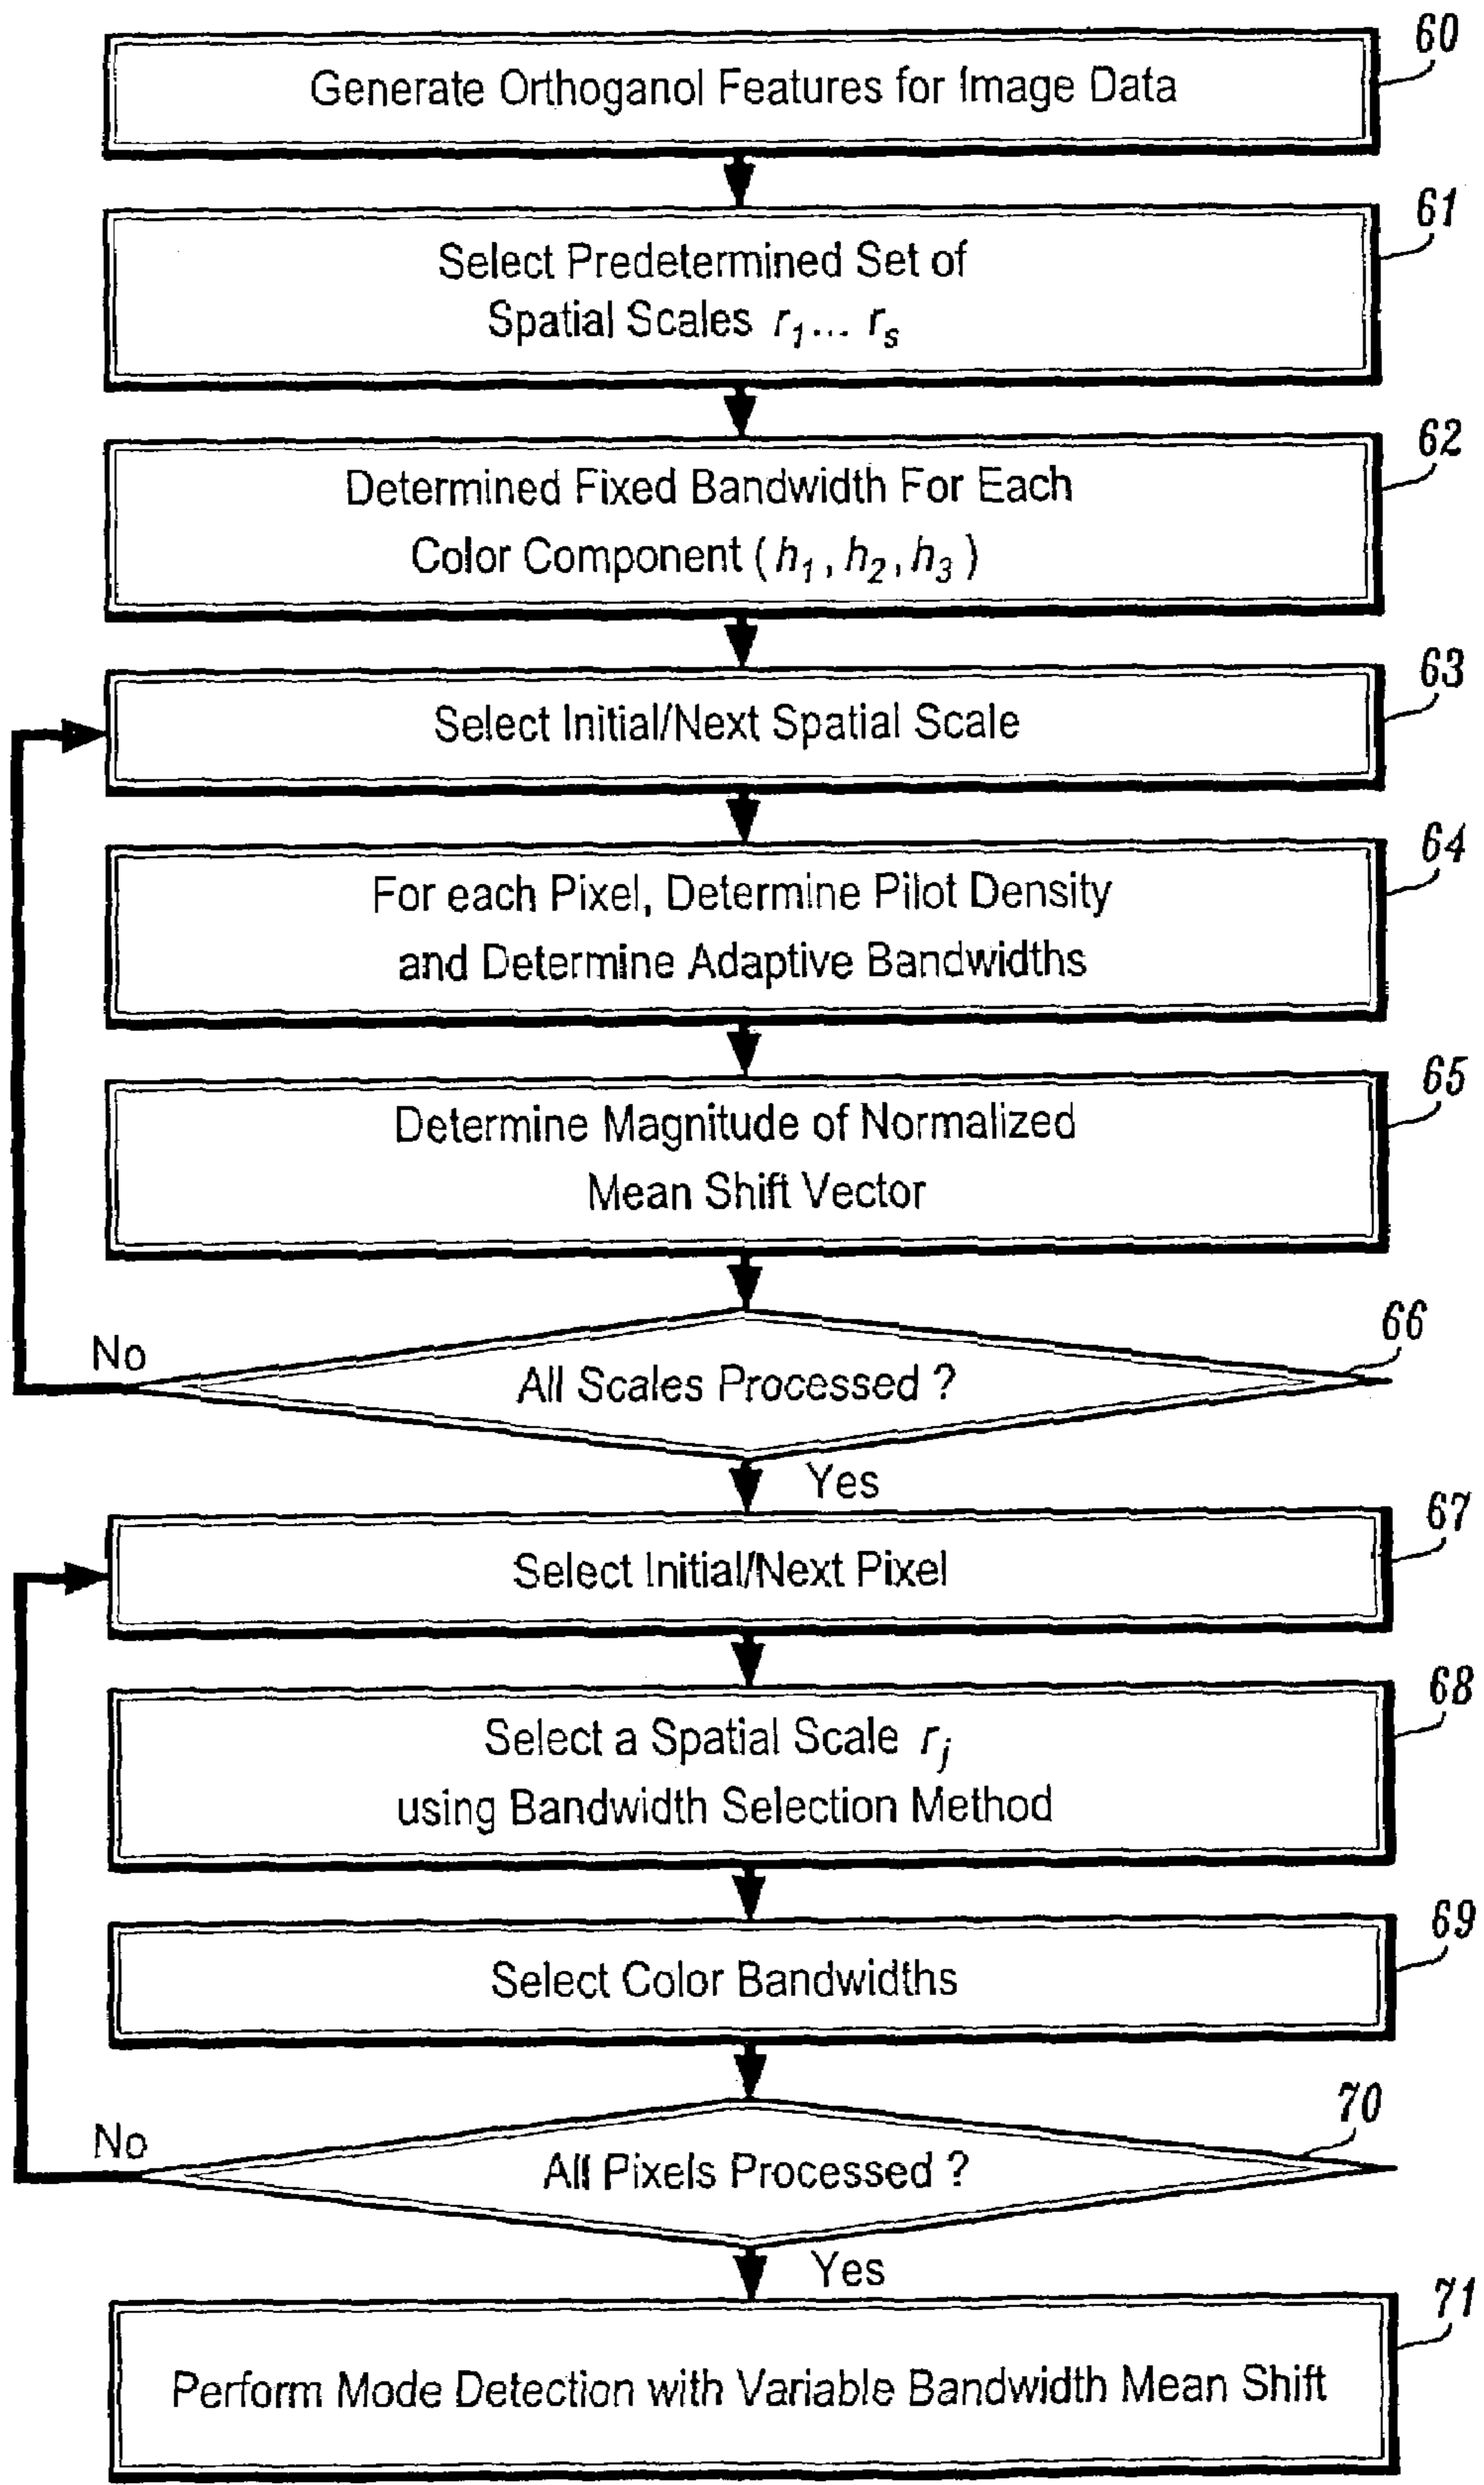 60
Generate Orthoganol Features for Image Data
61
Select Predetermined Set of
Spatial Scales r₁... rₛ
62
Determined Fixed Bandwidth For Each
Color Component (h₁, h₂, h₃)
63
Select Initial/Next Spatial Scale
64
For each Pixel, Determine Pilot Density
and Determine Adaptive Bandwidths
65
Determine Magnitude of Normalized
Mean Shift Vector
66
No
All Scales Processed ?
Yes
67
Select Initial/Next Pixel
68
Select a Spatial Scale rⱼ
using Bandwidth Selection Method
69
Select Color Bandwidths
70
No
All Pixels Processed ?
Yes
71
Perform Mode Detection with Variable Bandwidth Mean Shift